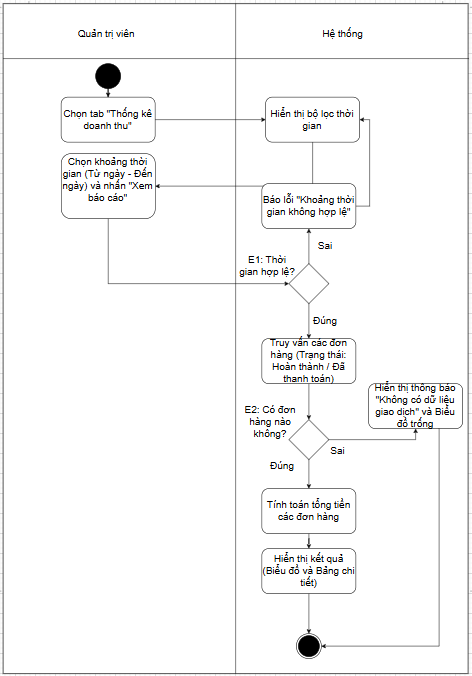 Quản trị viên
Hệ thống
Chọn tab "Thống kê
doanh thu"
Hiển thị bộ lọc thời
gian
Chọn khoảng thời
gian (Từ ngày - Đến
ngày) và nhấn "Xem
báo cáo"
Báo lỗi "Khoảng thời
gian không hợp lệ"
Sai
E1: Thời
gian hợp lệ?
Đúng
Truy vấn các đơn
hàng (Trạng thái:
Hoàn thành / Đã
thanh toán)
Hiển thị thông báo
"Không có dữ liệu
giao dịch" và Biểu
đồ trống
E2: Có đơn
hàng nào
không?
Sai
Đúng
Tính toán tổng tiền
các đơn hàng
Hiển thị kết quả
(Biểu đồ và Bảng chi
tiết)